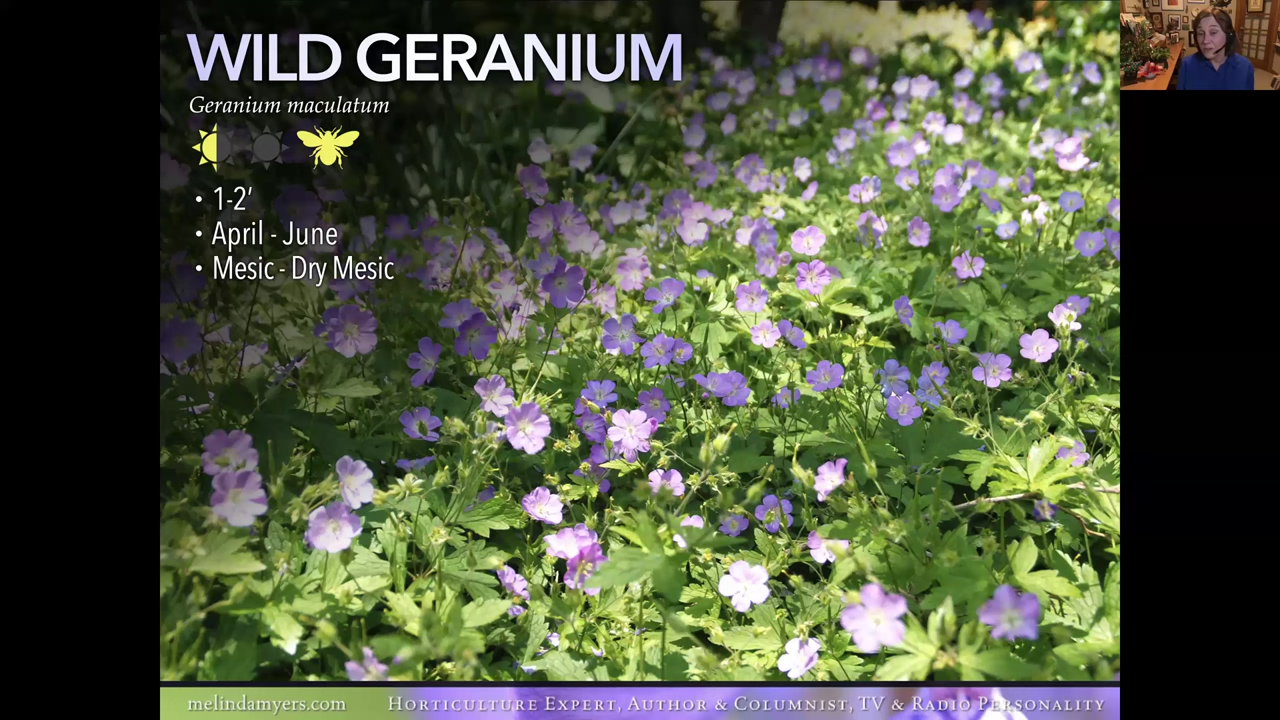 WILD GERANIUM
Geranium maculatum
• 1-2'
• April - June
• Mesic - Dry Mesic
melindamyers.com Horticulture Expert, Author & Columnist, TV & Radio Personality